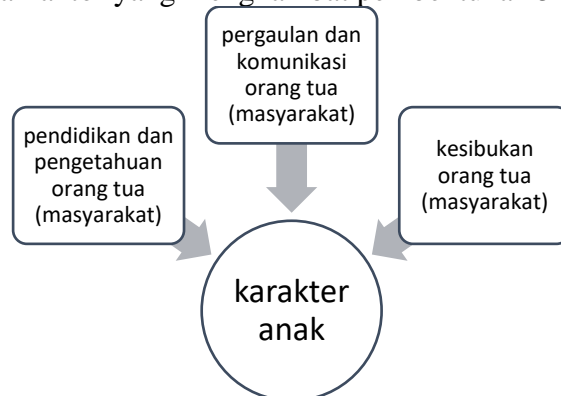 pergaulan dan
komunikasi
orang tua
(masyarakat)
pendidikan dan
pengetahuan
orang tua
(masyarakat)
kesibukan
orang tua
(masyarakat)
karakter
anak